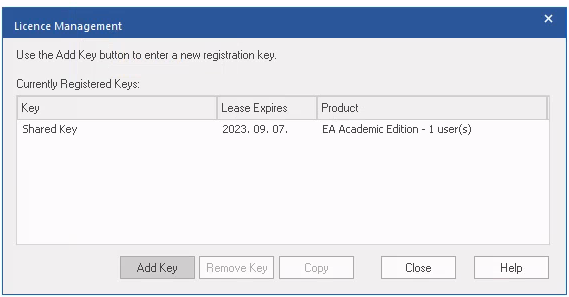 Licence Management
Use the Add Key button to enter a new registration key.
Currently Registered Keys:
Key Lease Expires Product
Shared Key 2023. 09. 07. EA Academic Edition - 1 user(s)
Add Key Remove Key Copy Close Help